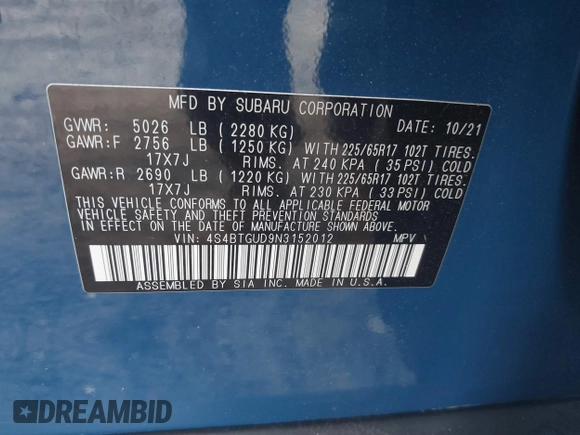 MFD BY SUBARU CORPORATION
GVWR: 5026 LB (2280 KG) DATE: 10/21
GAWR:F 2756 LB (1250 KG) WITH 225/65R17 102T TIRES.
17X7J RIMS. AT 240 KPA (35 PSI) COLD
GAWR:R 2690 LB (1220 KG) WITH 225/65R17 102T TIRES.
17X7J RIMS. AT 230 KPA (33 PSI) COLD
THIS VEHICLE CONFORMS TO ALL APPLICABLE FEDERAL MOTOR
VEHICLE SAFETY AND THEFT PREVENTION STANDARDS
IN EFFECT ON THE DATE OF MANUFACTURE SHOWN ABOVE.
VIN: 4S4BTGUD9N3152012 MPV
ASSEMBLED BY SIA INC. MADE IN U.S.A.
DREAMBID